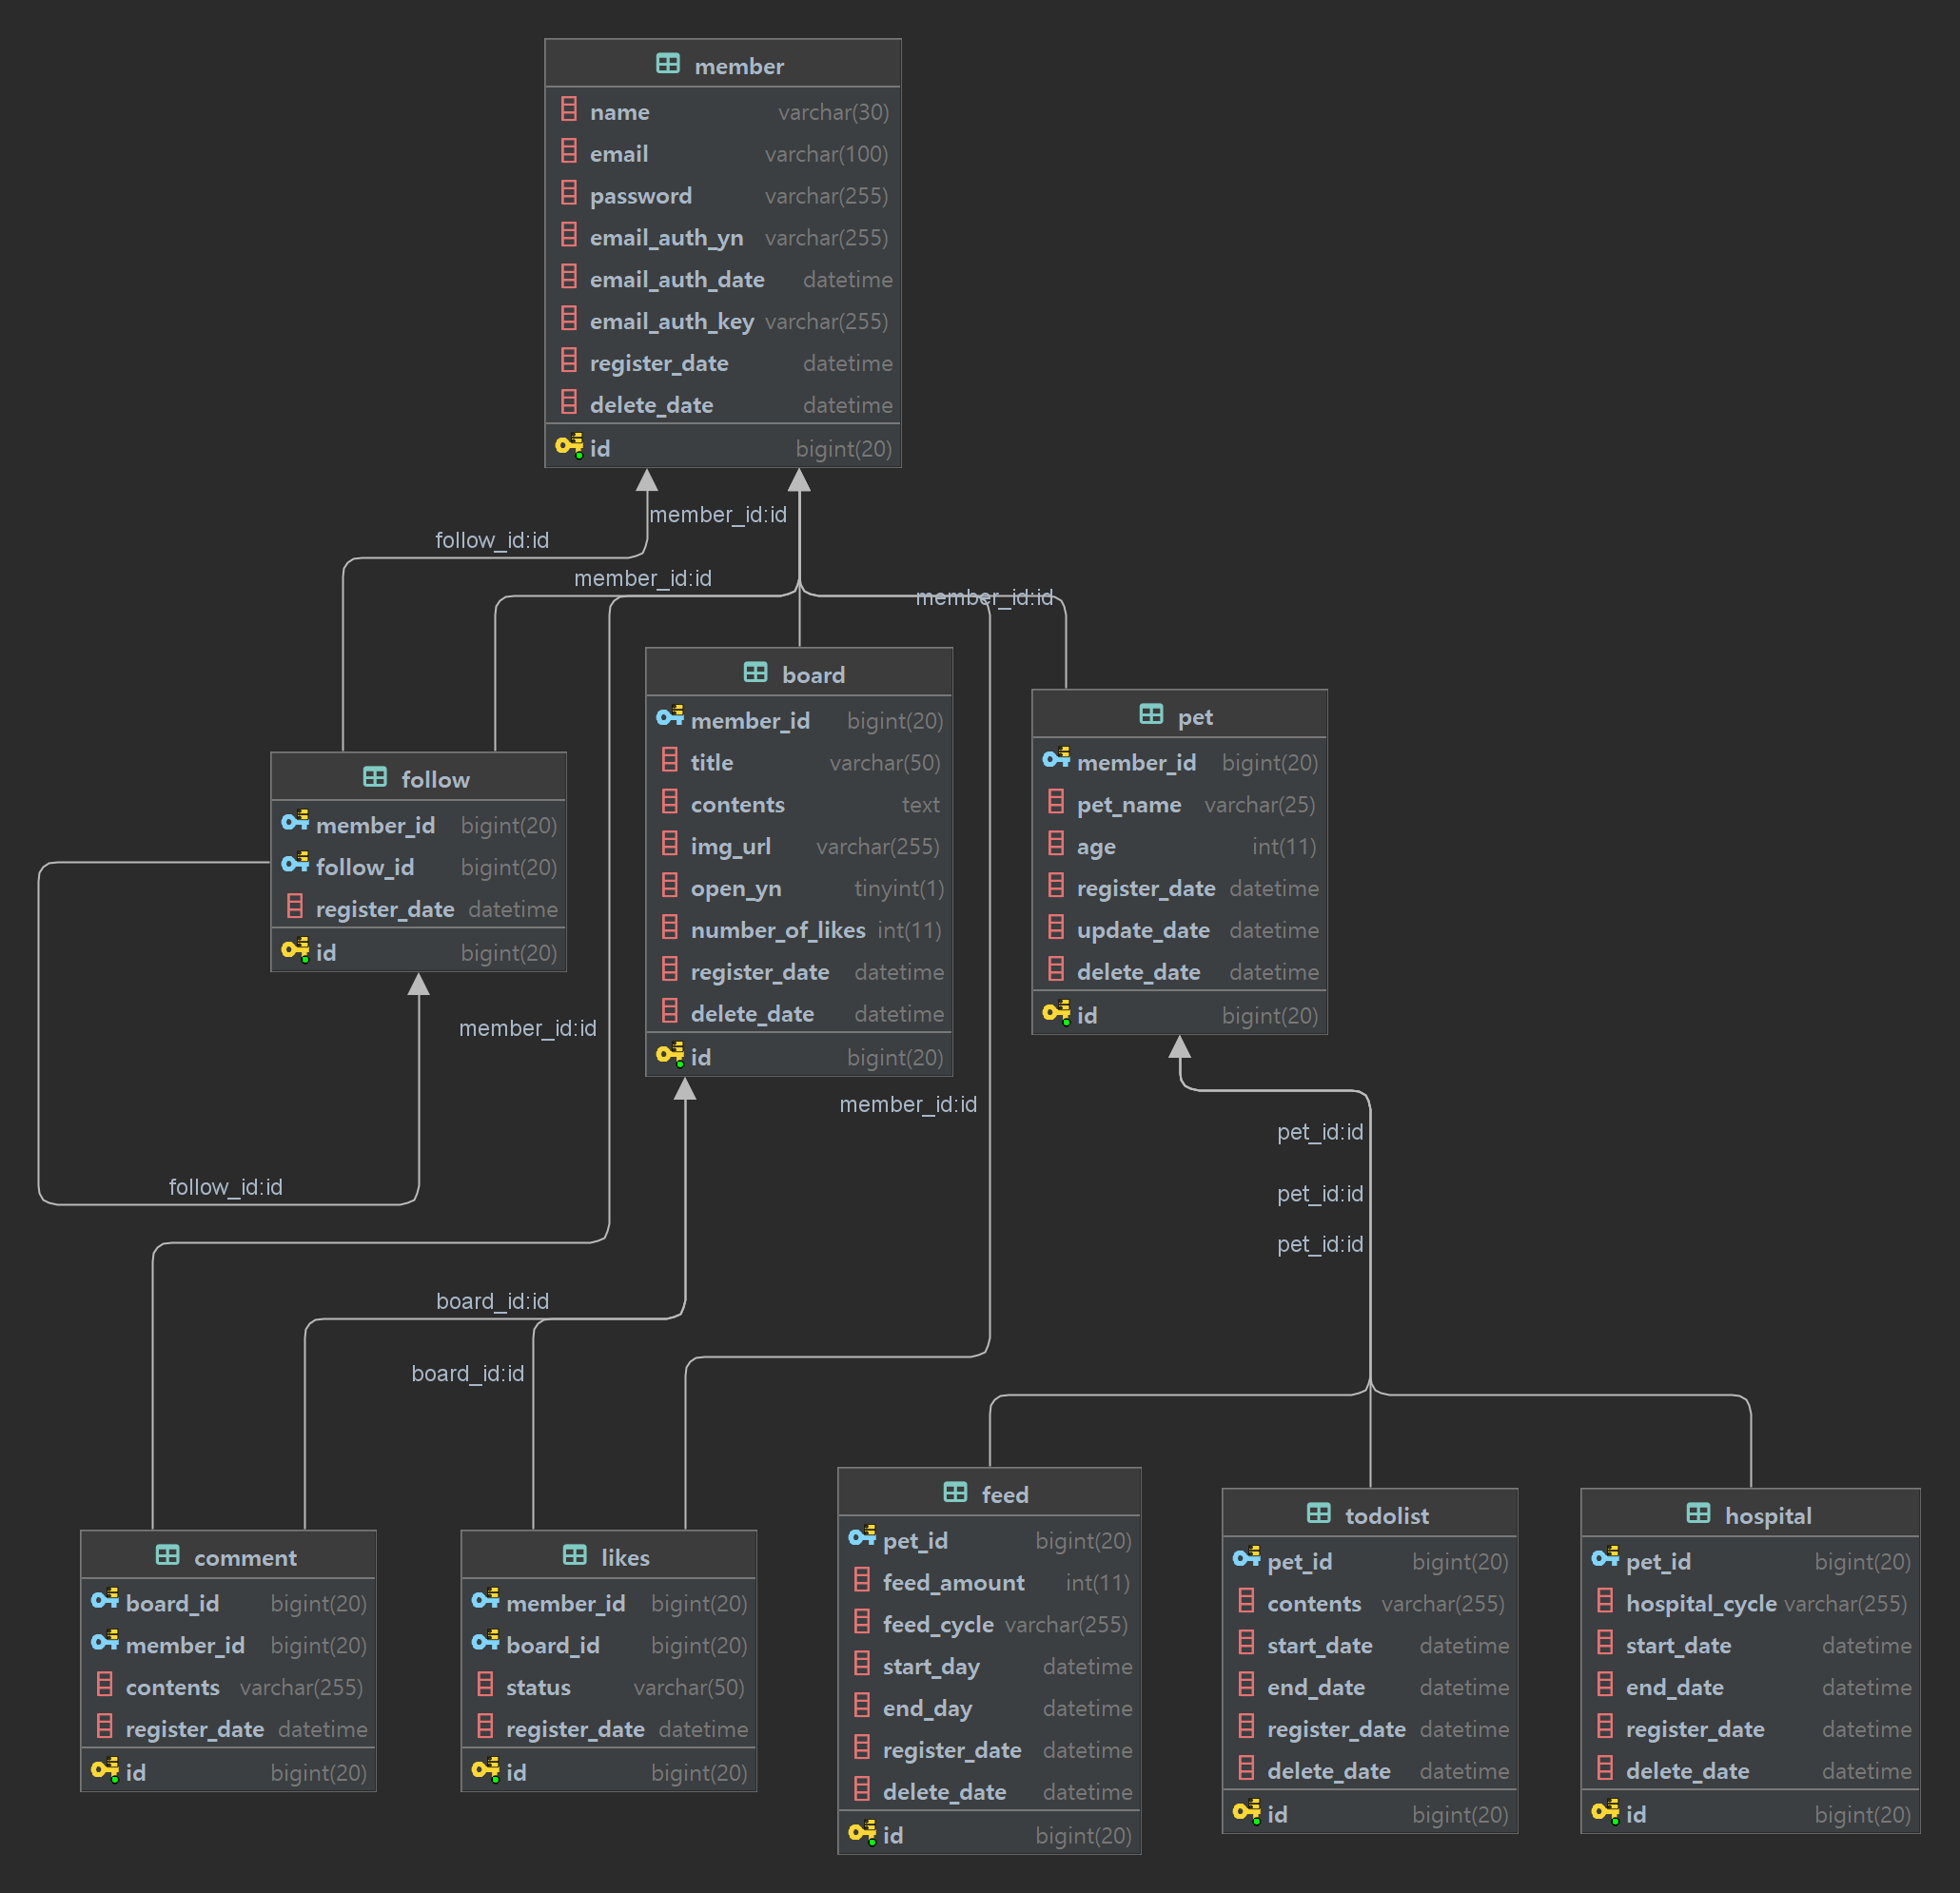 member
name varchar(30)
email varchar(100)
password varchar(255)
email_auth_yn varchar(255)
email_auth_date datetime
email_auth_key varchar(255)
register_date datetime
delete_date datetime
id bigint(20)
member_id:id
follow_id:id
member_id:id
member_id:id
board
member_id bigint(20)
title varchar(50)
contents text
img_url varchar(255)
open_yn tinyint(1)
number_of_likes int(11)
register_date datetime
delete_date datetime
id bigint(20)
pet
member_id bigint(20)
pet_name varchar(25)
age int(11)
register_date datetime
update_date datetime
delete_date datetime
id bigint(20)
follow
member_id bigint(20)
follow_id bigint(20)
register_date datetime
id bigint(20)
member_id:id
member_id:id
pet_id:id
follow_id:id
pet_id:id
pet_id:id
board_id:id
board_id:id
comment
board_id bigint(20)
member_id bigint(20)
contents varchar(255)
register_date datetime
id bigint(20)
likes
member_id bigint(20)
board_id bigint(20)
status varchar(50)
register_date datetime
id bigint(20)
feed
pet_id bigint(20)
feed_amount int(11)
feed_cycle varchar(255)
start_day datetime
end_day datetime
register_date datetime
delete_date datetime
id bigint(20)
todolist
pet_id bigint(20)
contents varchar(255)
start_date datetime
end_date datetime
register_date datetime
delete_date datetime
id bigint(20)
hospital
pet_id bigint(20)
hospital_cycle varchar(255)
start_date datetime
end_date datetime
register_date datetime
delete_date datetime
id bigint(20)